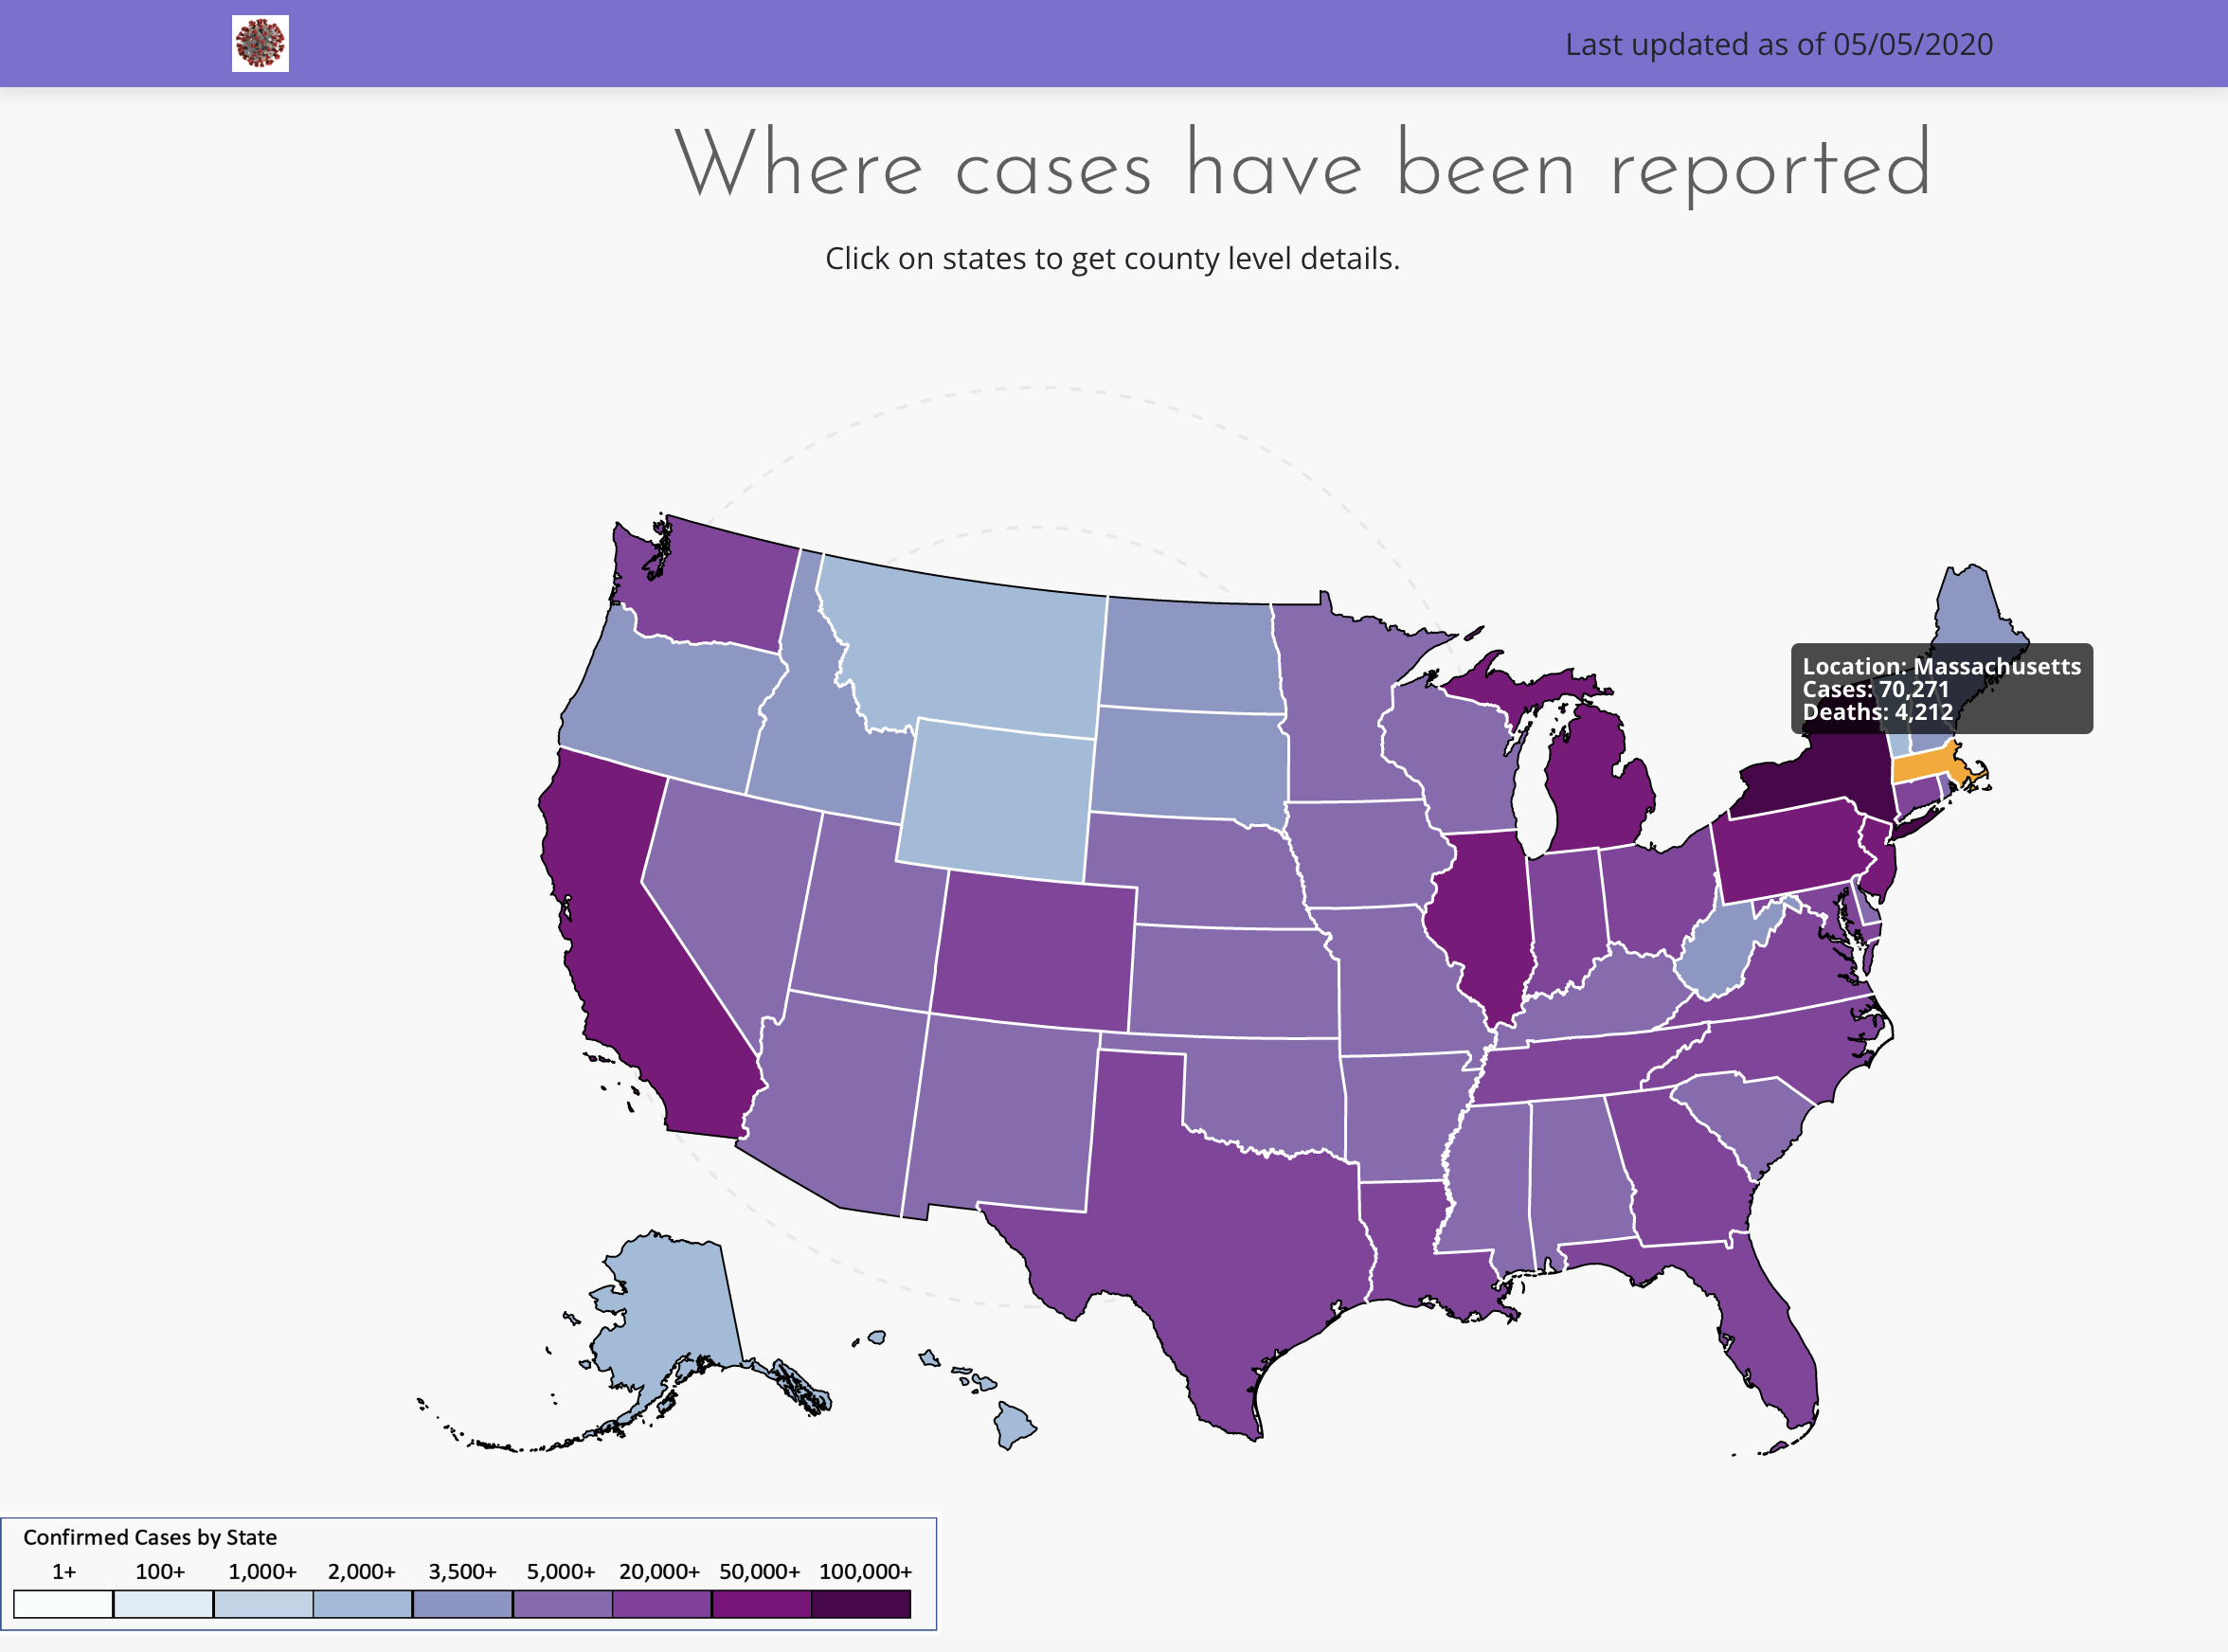 Last updated as of 05/05/2020
Where cases have been reported
Click on states to get county level details.
Location: Massachusetts
Cases: 70,271
Deaths: 4,212
Confirmed Cases by State
1+ 100+ 1,000+ 2,000+ 3,500+ 5,000+ 20,000+ 50,000+ 100,000+